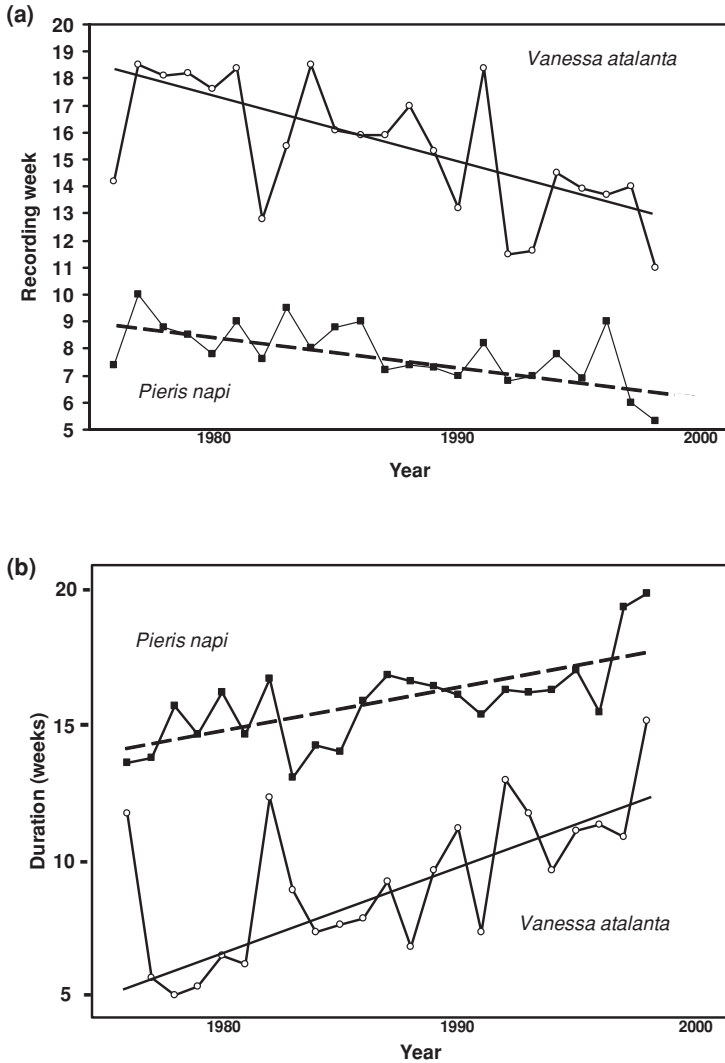 (a)
20
19
18
17
16
15
14
13
11
10
9
8
7
6
5
Recording week
Vanessa atalanta
Pieris napi
1980 1990 2000
Year
(b)
20
15
10
5
Duration (weeks)
Pieris napi
Vanessa atalanta
1980 1990 2000
Year